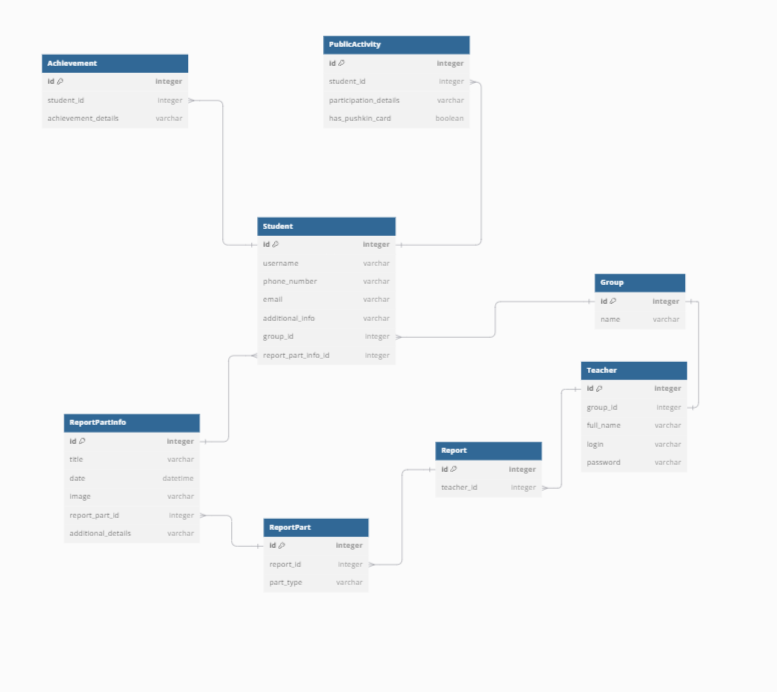 Achievement
id integer
student_id integer
achievement_details varchar
PublicActivity
id integer
student_id integer
participation_details varchar
has_pushkin_card boolean
Student
id integer
username varchar
phone_number varchar
email varchar
additional_info varchar
group_id integer
report_part_info_id integer
Group
id integer
name varchar
Teacher
id integer
group_id integer
full_name varchar
login varchar
password varchar
ReportPartInfo
id integer
title varchar
date datetime
image varchar
report_part_id integer
additional_details varchar
Report
id integer
teacher_id integer
ReportPart
id integer
report_id integer
part_type varchar